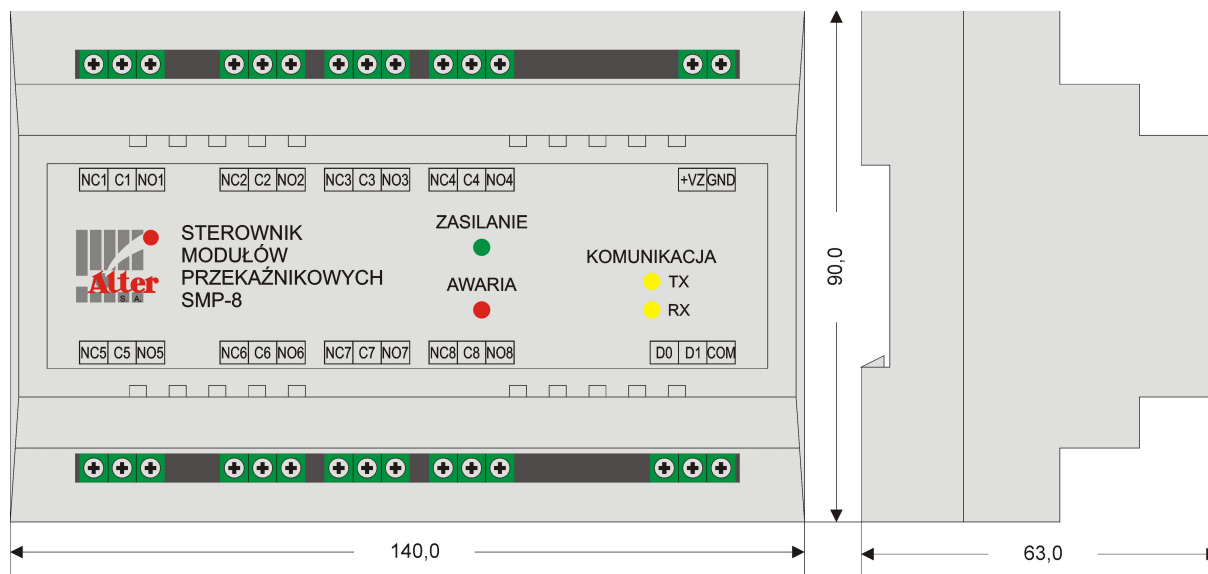 NC1 C1 NO1 NC2 C2 NO2 NC3 C3 NO3 NC4 C4 NO4 +VZ GND
Alter
S. A.
STEROWNIK
MODUŁÓW
PRZEKAŹNIKOWYCH
SMP-8
ZASILANIE
AWARIA
KOMUNIKACJA
TX
RX
NC5 C5 NO5 NC6 C6 NO6 NC7 C7 NO7 NC8 C8 NO8 D0 D1 COM
90,0
140,0
63,0